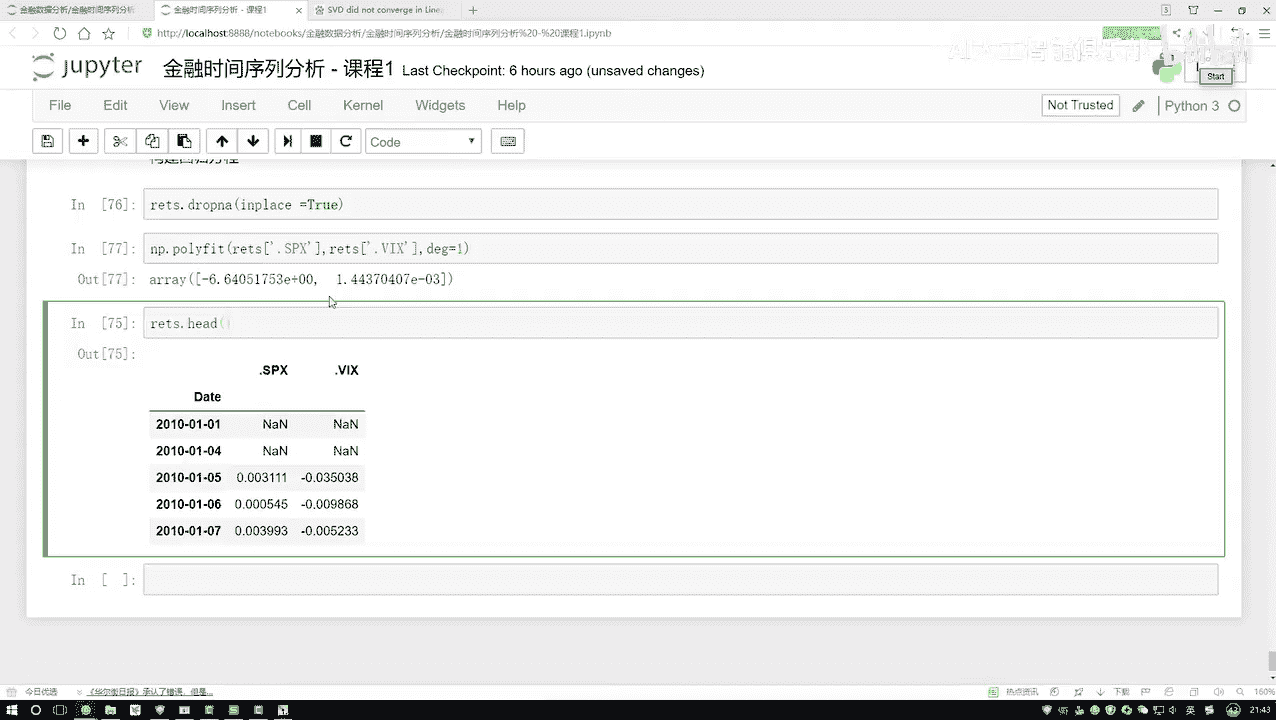 金融数据分析/金融时间序列分析
金融时间序列分析 - 课程1
SVD did not converge in Line
http://localhost:8888/notebooks/金融数据分析/金融时间序列分析/金融时间序列分析%20-%20课程1.ipynb
jupyter 金融时间序列分析 - 课程1 Last Checkpoint: 6 hours ago (unsaved changes)
Start
File Edit View Insert Cell Kernel Widgets Help
Not Trusted Python 3
Code
构建回归方程
In [76]: rets.dropna(inplace =True)
In [77]: np.polyfit(rets['.SPX'],rets['.VIX'],deg=1)
Out[77]: array([-6.64051753e+00, 1.44370407e-03])
In [75]: rets.head()
Out[75]:
.SPX .VIX
Date
2010-01-01 NaN NaN
2010-01-04 NaN NaN
2010-01-05 0.003111 -0.035038
2010-01-06 0.000545 -0.009868
2010-01-07 0.003993 -0.005233
In [ ]:
今日优选 《华尔街日报》承认了错误，但是... 热点资讯 下载 160%
英 21:43